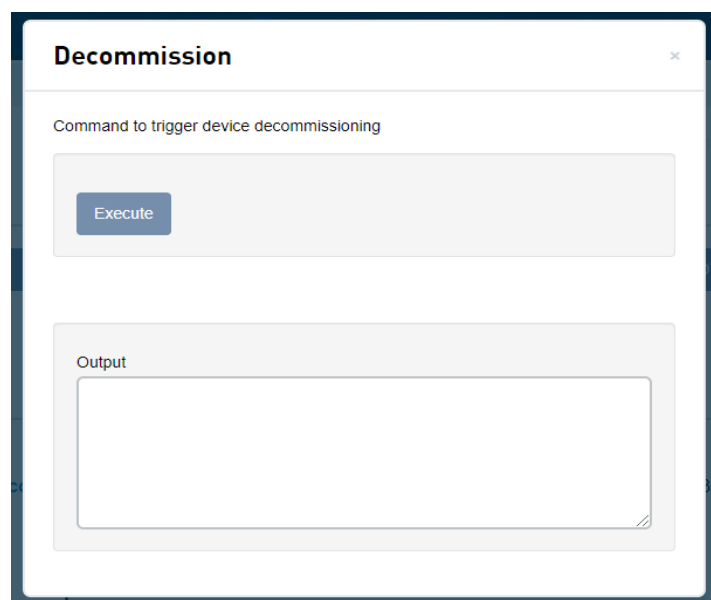 Decommission
×
Command to trigger device decommissioning
Execute
Output